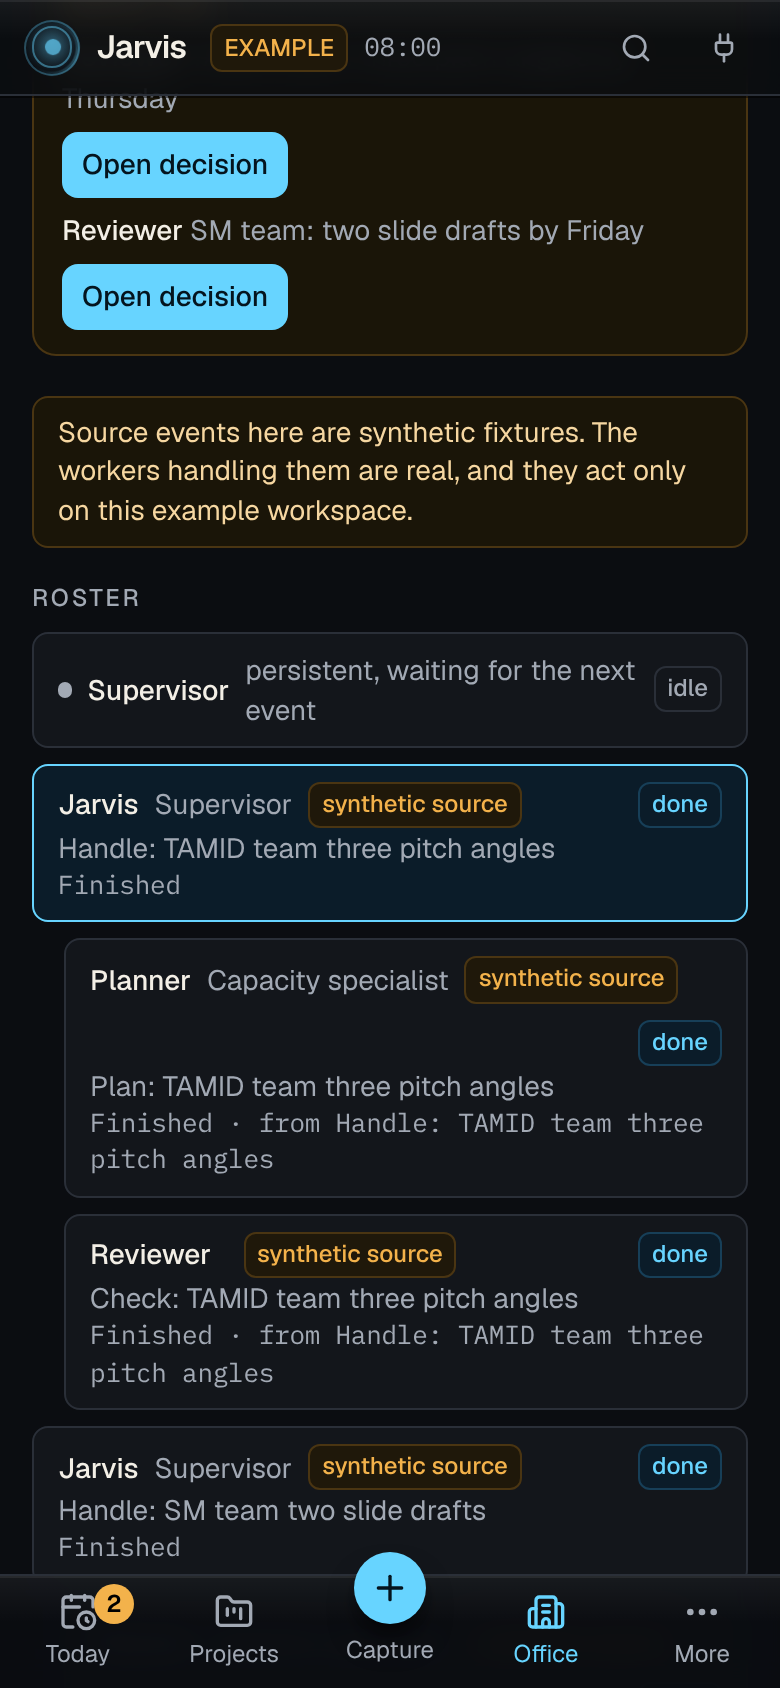 Jarvis EXAMPLE 08:00
Thursday
Open decision
Reviewer SM team: two slide drafts by Friday
Open decision
Source events here are synthetic fixtures. The
workers handling them are real, and they act only
on this example workspace.
ROSTER
Supervisor persistent, waiting for the next
event
idle
Jarvis Supervisor synthetic source done
Handle: TAMID team three pitch angles
Finished
Planner Capacity specialist synthetic source
done
Plan: TAMID team three pitch angles
Finished · from Handle: TAMID team three
pitch angles
Reviewer synthetic source done
Check: TAMID team three pitch angles
Finished · from Handle: TAMID team three
pitch angles
Jarvis Supervisor synthetic source done
Handle: SM team two slide drafts
Finished
2
Today Projects Capture Office More